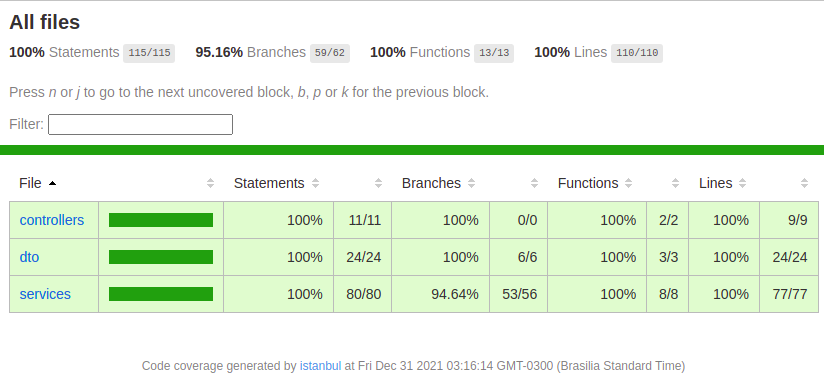 All files
100% Statements 115/115 95.16% Branches 59/62 100% Functions 13/13 100% Lines 110/110
Press n or j to go to the next uncovered block, b, p or k for the previous block.
Filter:
File Statements Branches Functions Lines
controllers 100% 11/11 100% 0/0 100% 2/2 100% 9/9
dto 100% 24/24 100% 6/6 100% 3/3 100% 24/24
services 100% 80/80 94.64% 53/56 100% 8/8 100% 77/77
Code coverage generated by istanbul at Fri Dec 31 2021 03:16:14 GMT-0300 (Brasilia Standard Time)